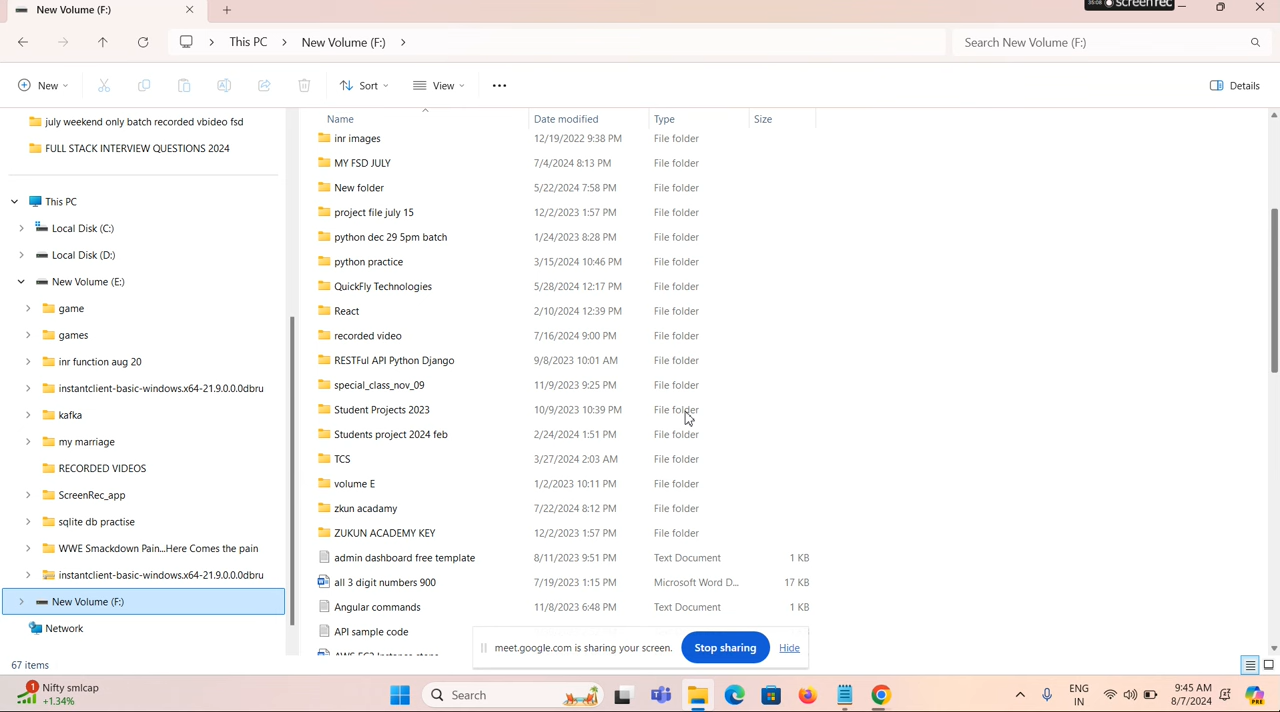 New Volume (F:)
35:08 screenrec
This PC > New Volume (F:) >
Search New Volume (F:)
New
Sort
View
Details
july weekend only batch recorded vbideo fsd
FULL STACK INTERVIEW QUESTIONS 2024
This PC
Local Disk (C:)
Local Disk (D:)
New Volume (E:)
game
games
inr function aug 20
instantclient-basic-windows.x64-21.9.0.0.0dbru
kafka
my marriage
RECORDED VIDEOS
ScreenRec_app
sqlite db practise
WWE Smackdown Pain...Here Comes the pain
instantclient-basic-windows.x64-21.9.0.0.0dbru
New Volume (F:)
Network
Name Date modified Type Size
inr images 12/19/2022 9:38 PM File folder
MY FSD JULY 7/4/2024 8:13 PM File folder
New folder 5/22/2024 7:58 PM File folder
project file july 15 12/2/2023 1:57 PM File folder
python dec 29 5pm batch 1/24/2023 8:28 PM File folder
python practice 3/15/2024 10:46 PM File folder
QuickFly Technologies 5/28/2024 12:17 PM File folder
React 2/10/2024 12:39 PM File folder
recorded video 7/16/2024 9:00 PM File folder
RESTFul API Python Django 9/8/2023 10:01 AM File folder
special_class_nov_09 11/9/2023 9:25 PM File folder
Student Projects 2023 10/9/2023 10:39 PM File folder
Students project 2024 feb 2/24/2024 1:51 PM File folder
TCS 3/27/2024 2:03 AM File folder
volume E 1/2/2023 10:11 PM File folder
zkun acadamy 7/22/2024 8:12 PM File folder
ZUKUN ACADEMY KEY 12/2/2023 1:57 PM File folder
admin dashboard free template 8/11/2023 9:51 PM Text Document 1 KB
all 3 digit numbers 900 7/19/2023 1:15 PM Microsoft Word D... 17 KB
Angular commands 11/8/2023 6:48 PM Text Document 1 KB
API sample code
meet.google.com is sharing your screen. Stop sharing Hide
67 items
1 Nifty smlcap
+1.34%
Search
ENG
IN
9:45 AM
8/7/2024
PRE